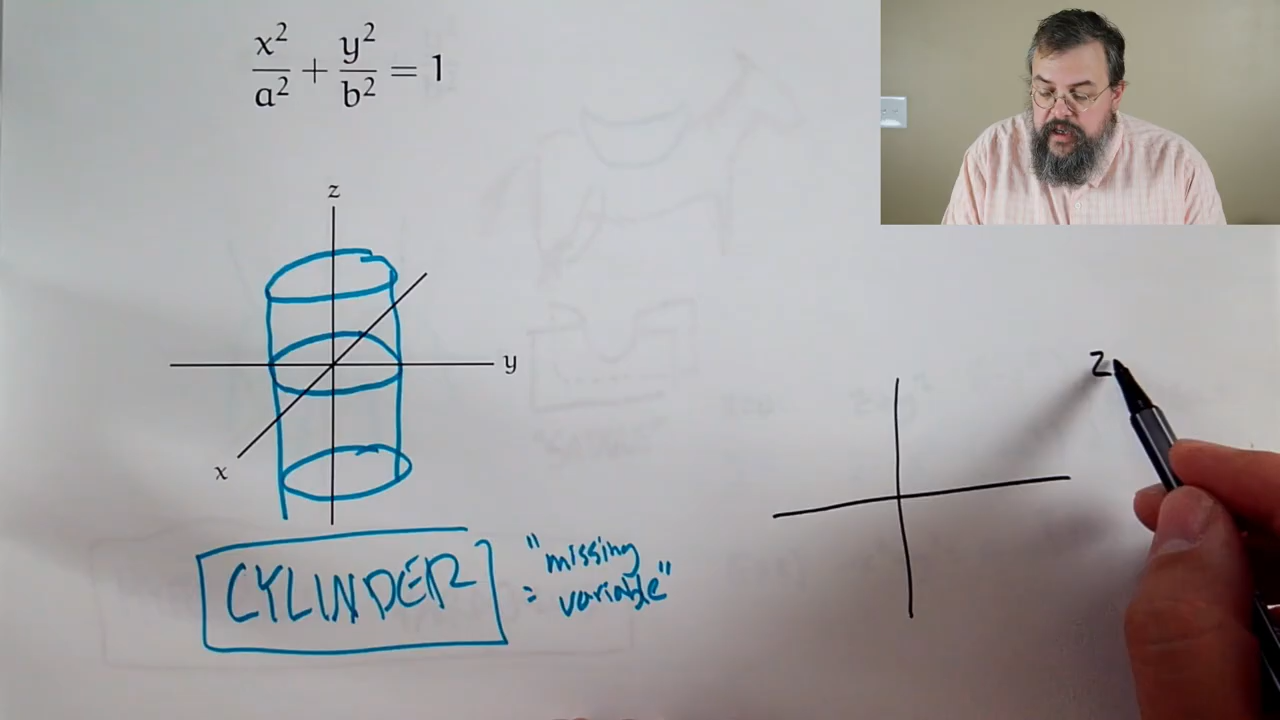 x²/a² + y²/b² = 1
z
y
x
CYLINDER
"missing
= variable"
z